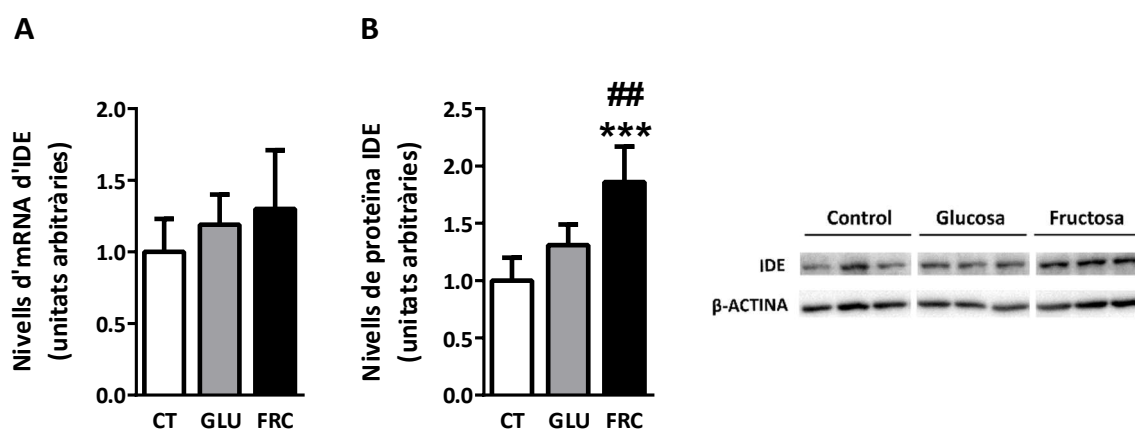 A
Nivells d'mRNA d'IDE
(unitats arbitràries)
2.0
1.5
1.0
0.5
0.0
CT GLU FRC
B
Nivells de proteïna IDE
(unitats arbitràries)
2.5
2.0
1.5
1.0
0.5
0.0
##
***
CT GLU FRC
Control Glucosa Fructosa
IDE
β-ACTINA